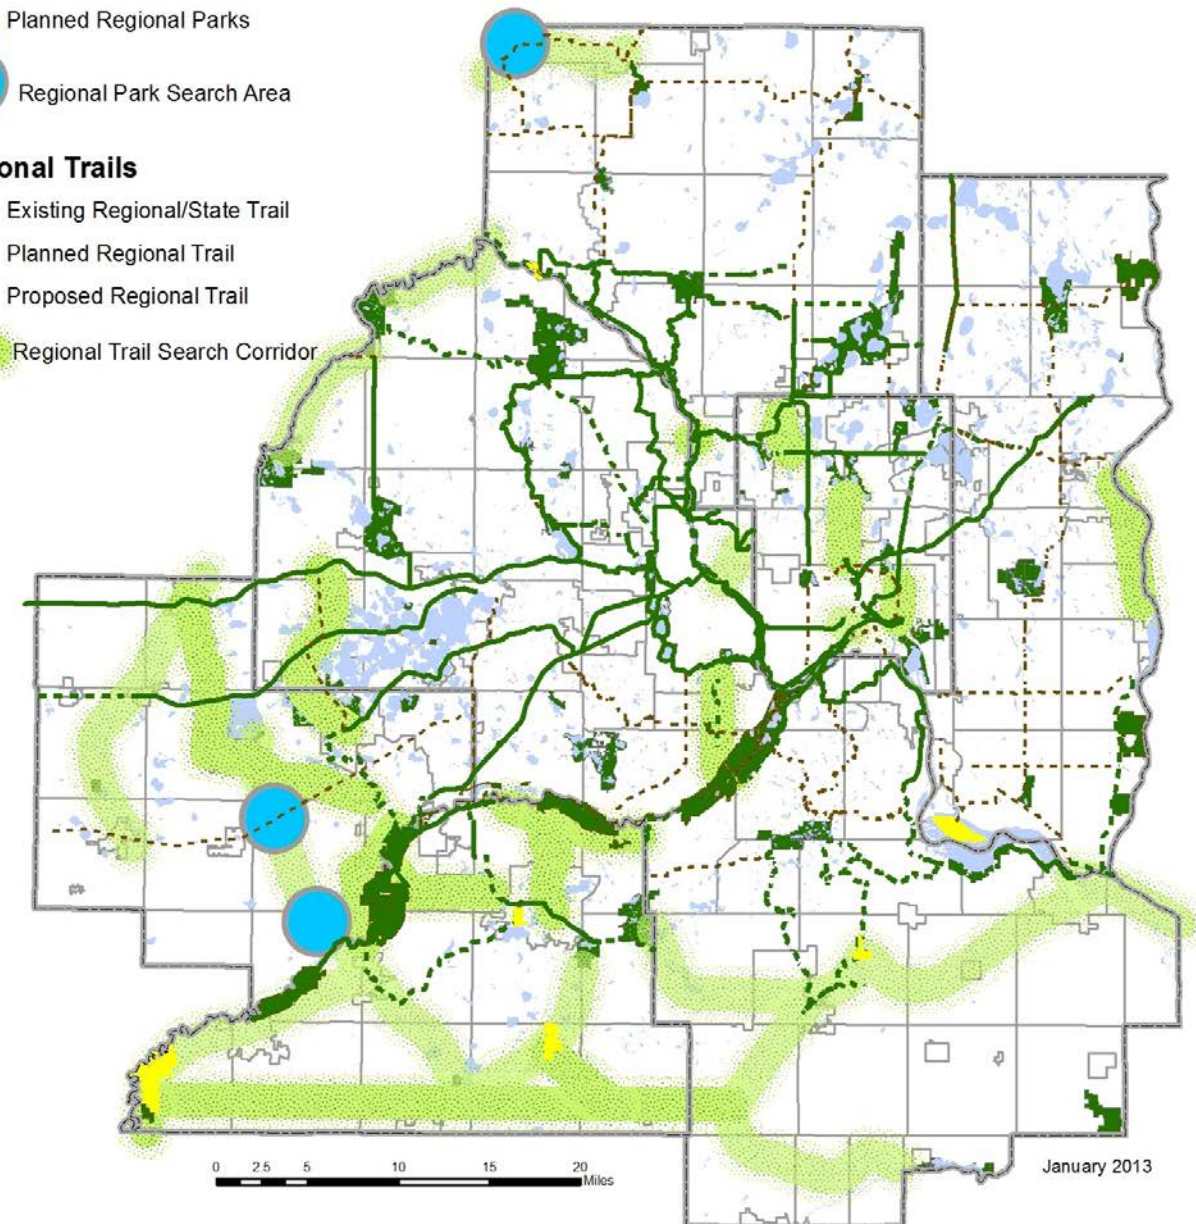 Planned Regional Parks
Regional Park Search Area
onal Trails
Existing Regional/State Trail
Planned Regional Trail
Proposed Regional Trail
Regional Trail Search Corridor
0 2.5 5 10 15 20
Miles
January 2013